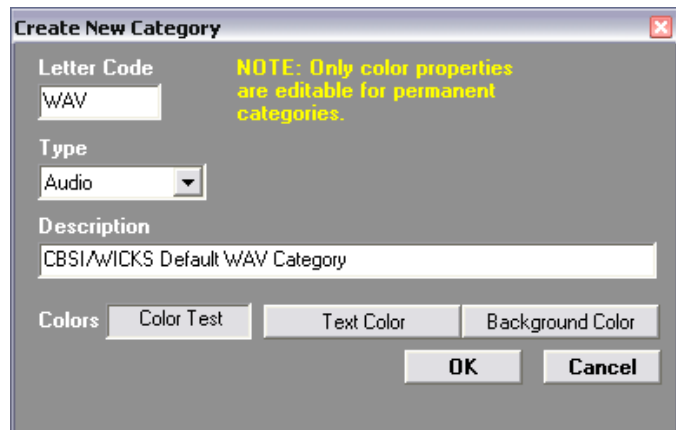 Create New Category
Letter Code
NOTE: Only color properties
are editable for permanent
categories.
WAV
Type
Audio
Description
CBSI/WICKS Default WAV Category
Colors Color Test Text Color Background Color
OK Cancel